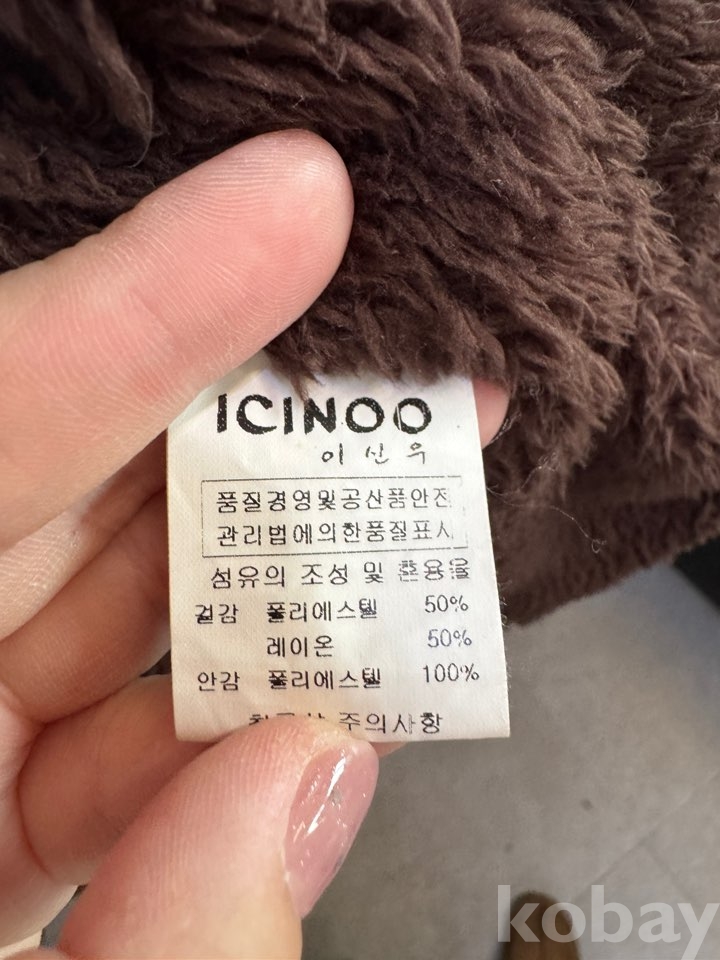 ICINOO
이신우
품질경영및공산품안전
관리법에의한품질표시
섬유의 조성 및 혼용율
겉감 폴리에스텔 50%
레이온 50%
안감 폴리에스텔 100%
주의사항
kobay